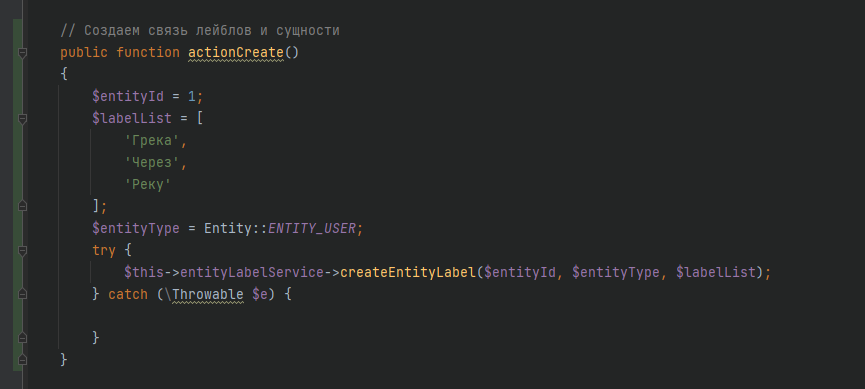 // Создаем связь лейблов и сущности
public function actionCreate()
{
$entityId = 1;
$labelList = [
'Грека',
'Через',
'Реку'
];
$entityType = Entity::ENTITY_USER;
try {
$this->entityLabelService->createEntityLabel($entityId, $entityType, $labelList);
} catch (\Throwable $e) {
}
}